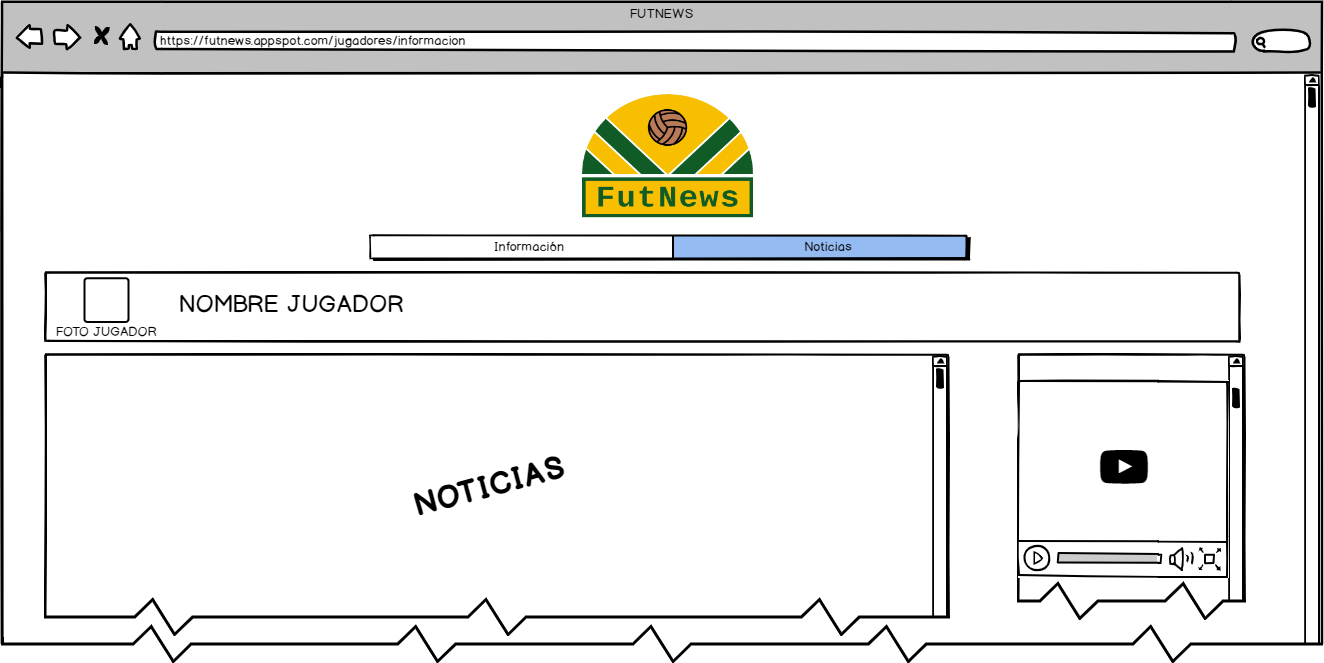 FUTNEWS
https://futnews.appspot.com/jugadores/informacion
FutNews
Información
Noticias
NOMBRE JUGADOR
FOTO JUGADOR
NOTICIAS